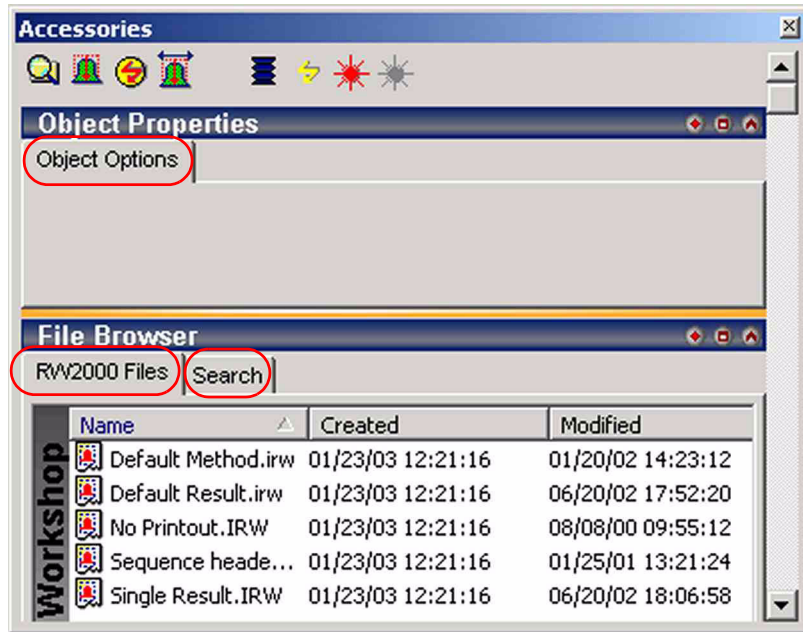 Accessories
Object Properties
Object Options
File Browser
RW2000 Files Search
Name Created Modified
Workshop
Default Method.irw 01/23/03 12:21:16 01/20/02 14:23:12
Default Result.irw 01/23/03 12:21:16 06/20/02 17:52:20
No Printout.IRW 01/23/03 12:21:16 08/08/00 09:55:12
Sequence heade... 01/23/03 12:21:16 01/25/01 13:21:24
Single Result.IRW 01/23/03 12:21:16 06/20/02 18:06:58